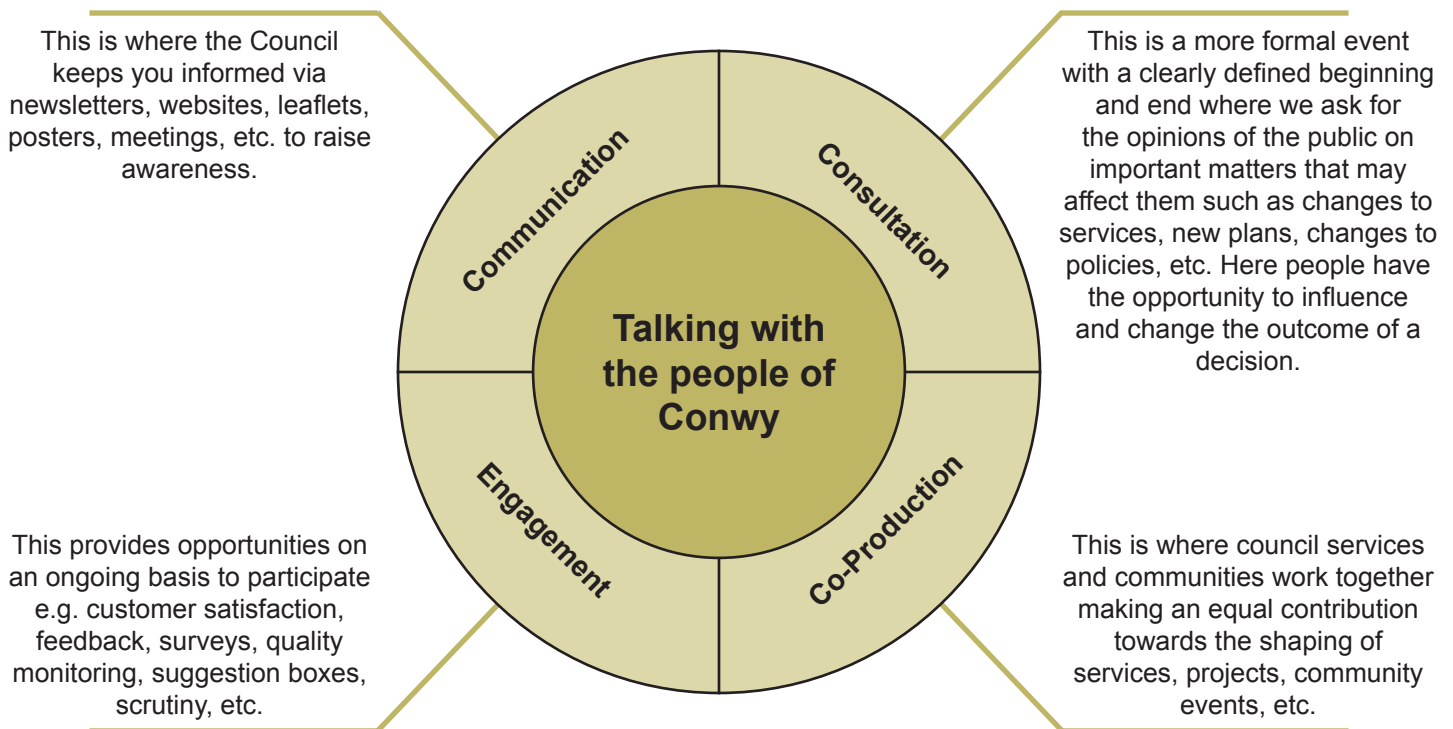 This is where the Council
keeps you informed via
newsletters, websites, leaflets,
posters, meetings, etc. to raise
awareness.
Communication
Consultation
This is a more formal event
with a clearly defined beginning
and end where we ask for
the opinions of the public on
important matters that may
affect them such as changes to
services, new plans, changes to
policies, etc. Here people have
the opportunity to influence
and change the outcome of a
decision.
Talking with
the people of
Conwy
This provides opportunities on
an ongoing basis to participate
e.g. customer satisfaction,
feedback, surveys, quality
monitoring, suggestion boxes,
scrutiny, etc.
Engagement
Co-Production
This is where council services
and communities work together
making an equal contribution
towards the shaping of
services, projects, community
events, etc.